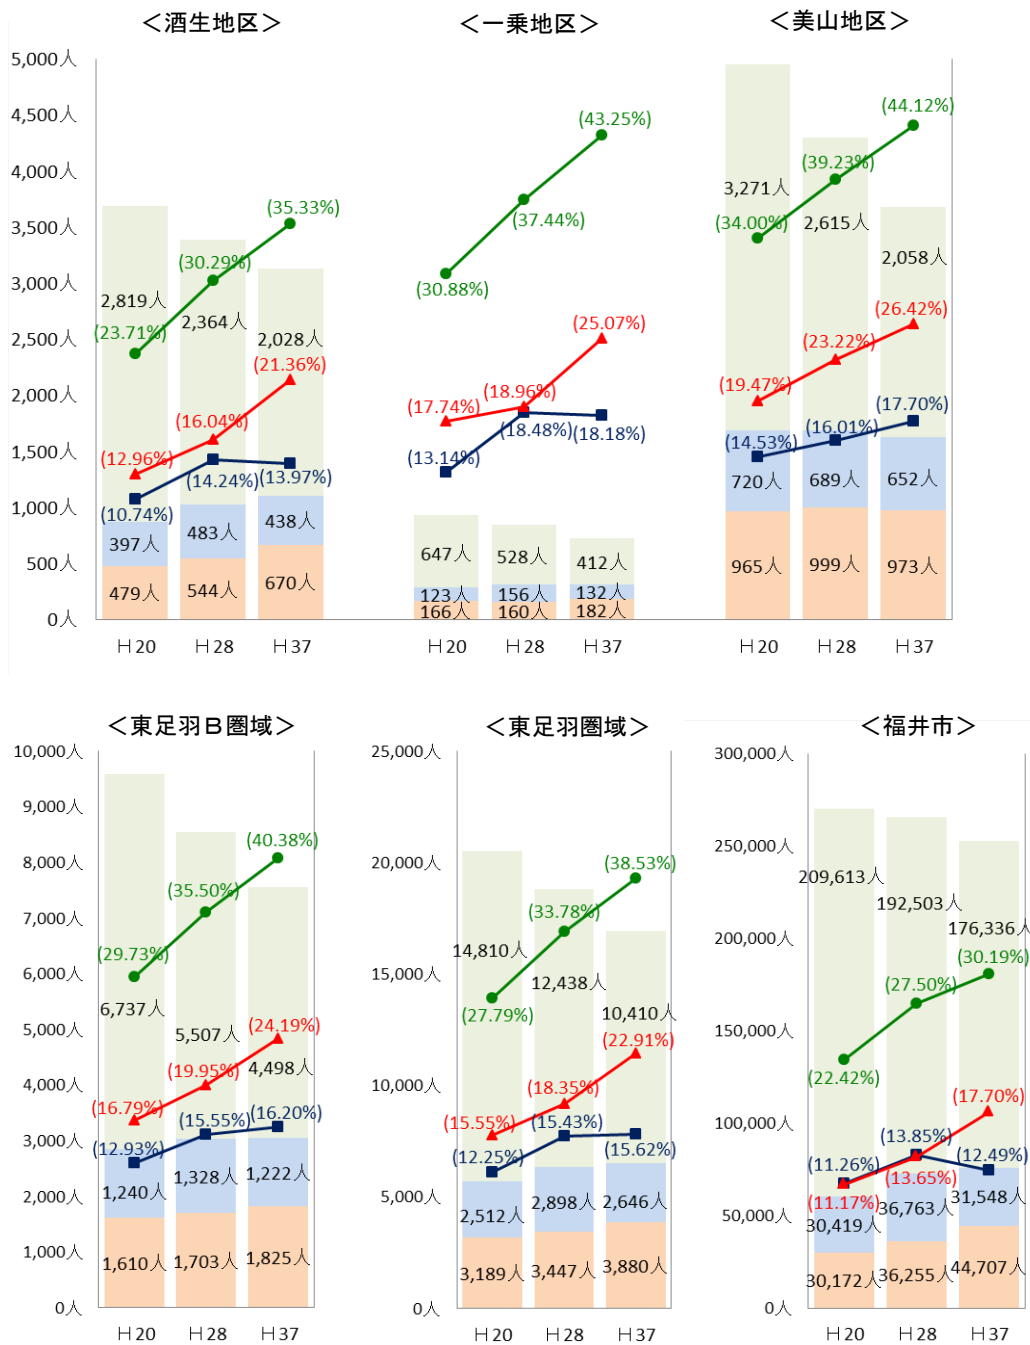 ＜酒生地区＞
＜一乗地区＞
＜美山地区＞
5,000人
4,500人
4,000人
3,500人
3,000人
2,500人
2,000人
1,500人
1,000人
500人
0人
(35.33%)
(30.29%)
(23.71%)
2,819人
2,364人
2,028人
(21.36%)
(16.04%)
(12.96%)
(10.74%)
(14.24%)
(13.97%)
397人
483人
438人
479人
544人
670人
H20
H28
H37
(43.25%)
(37.44%)
(30.88%)
(25.07%)
(18.96%)
(17.74%)
(13.14%)
(18.48%)
(18.18%)
647人
528人
412人
123人
156人
132人
166人
160人
182人
H20
H28
H37
(44.12%)
(39.23%)
(34.00%)
3,271人
2,615人
2,058人
(26.42%)
(23.22%)
(19.47%)
(14.53%)
(16.01%)
(17.70%)
720人
689人
652人
965人
999人
973人
H20
H28
H37
＜東足羽Ｂ圏域＞
＜東足羽圏域＞
＜福井市＞
10,000人
9,000人
8,000人
7,000人
6,000人
5,000人
4,000人
3,000人
2,000人
1,000人
0人
(40.38%)
(35.50%)
(29.73%)
6,737人
5,507人
4,498人
(24.19%)
(19.95%)
(16.79%)
(12.93%)
(15.55%)
(16.20%)
1,240人
1,328人
1,222人
1,610人
1,703人
1,825人
H20
H28
H37
25,000人
20,000人
15,000人
10,000人
5,000人
0人
(38.53%)
(33.78%)
(27.79%)
14,810人
12,438人
10,410人
(22.91%)
(18.35%)
(15.55%)
(12.25%)
(15.43%)
(15.62%)
2,512人
2,898人
2,646人
3,189人
3,447人
3,880人
H20
H28
H37
300,000人
250,000人
200,000人
150,000人
100,000人
50,000人
0人
209,613人
192,503人
176,336人
(30.19%)
(27.50%)
(22.42%)
(17.70%)
(13.85%)
(12.49%)
(11.26%)
(13.65%)
(11.17%)
30,419人
36,763人
31,548人
30,172人
36,255人
44,707人
H20
H28
H37